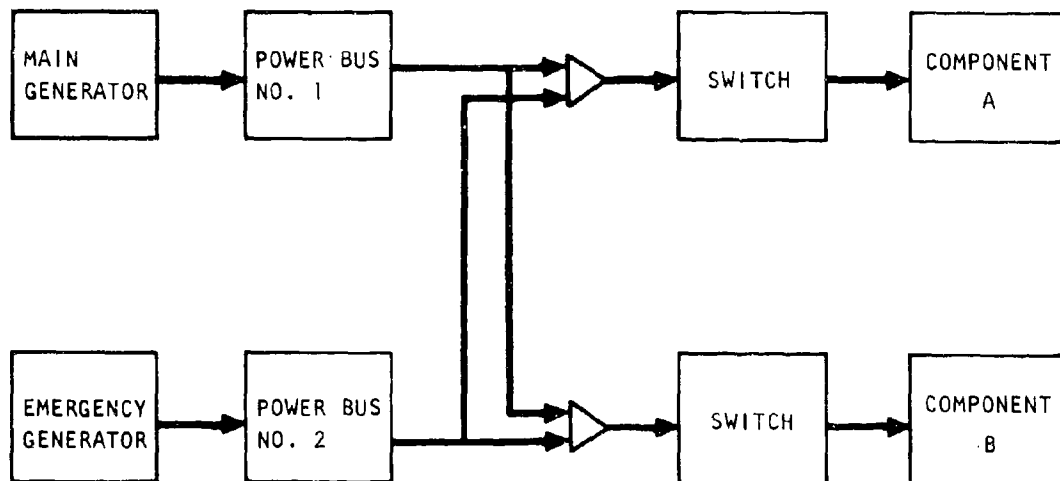 MAIN
GENERATOR
POWER BUS
NO. 1
SWITCH
COMPONENT
A
EMERGENCY
GENERATOR
POWER BUS
NO. 2
SWITCH
COMPONENT
B